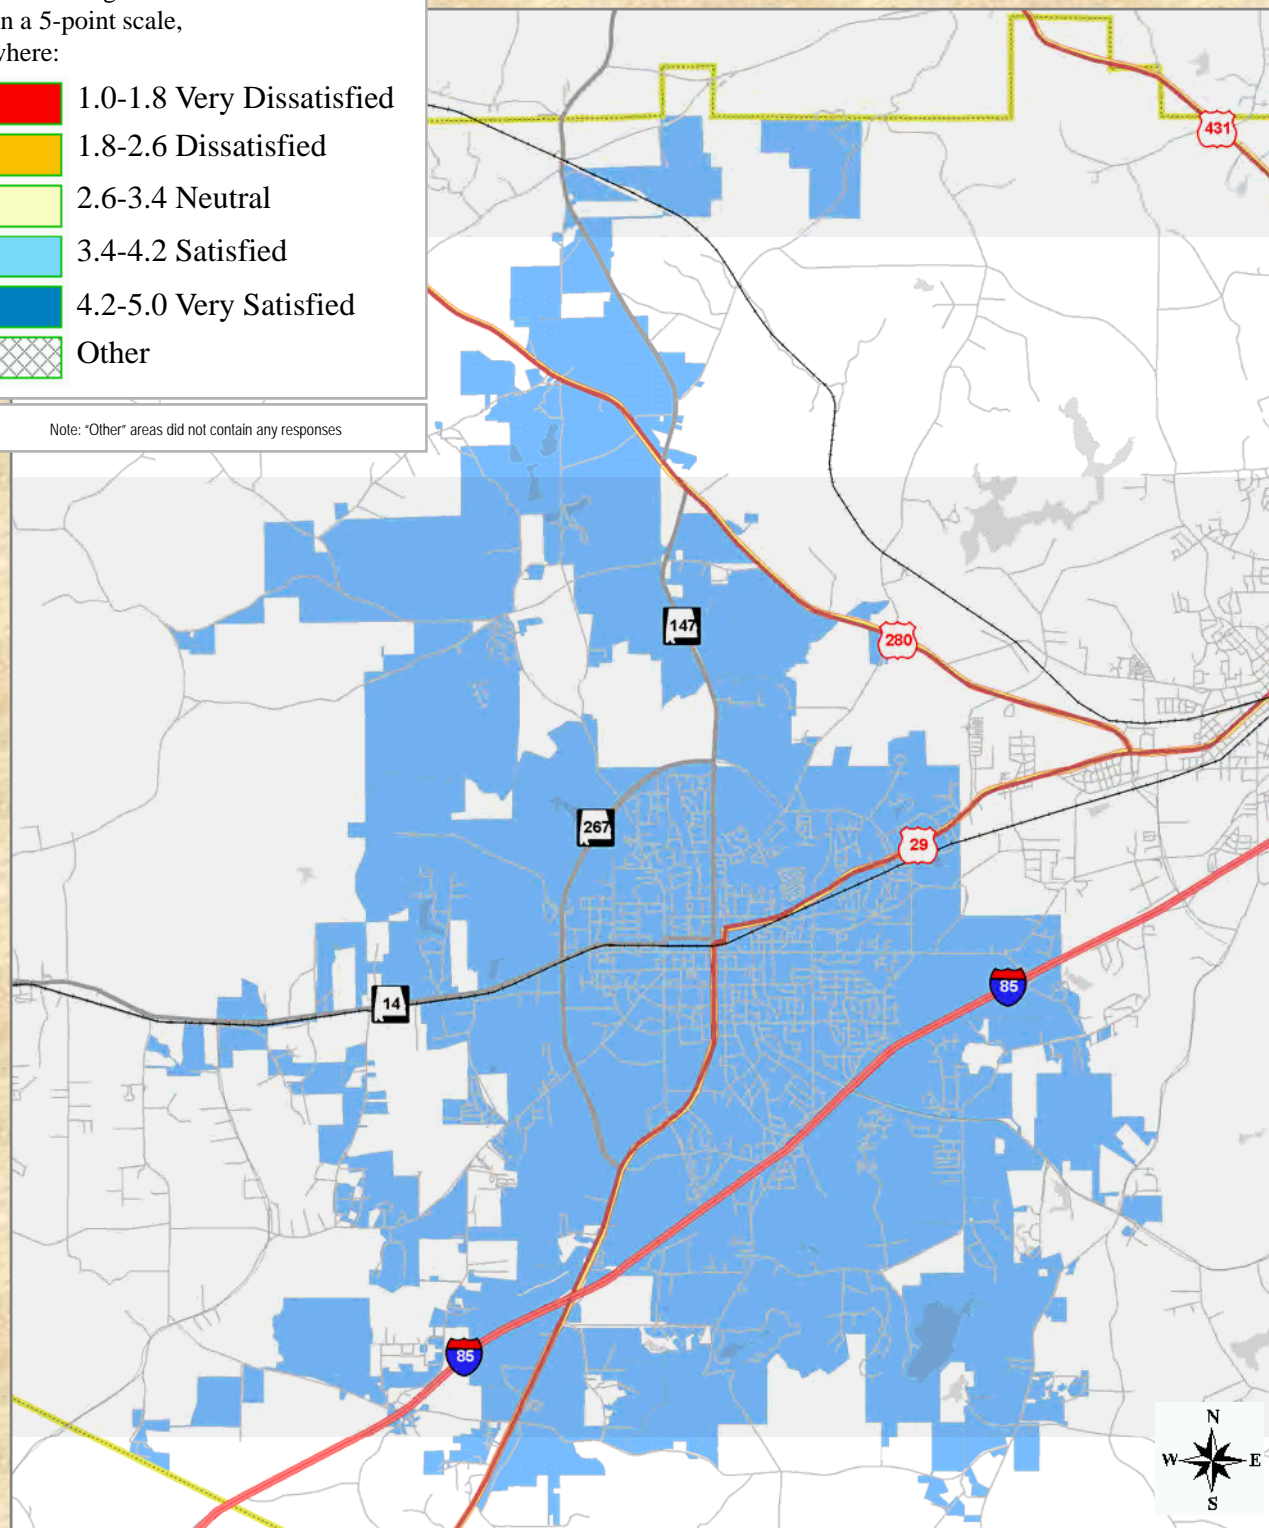 n a 5-point scale,
where:
1.0-1.8 Very Dissatisfied
1.8-2.6 Dissatisfied
2.6-3.4 Neutral
3.4-4.2 Satisfied
4.2-5.0 Very Satisfied
Other
Note: "Other" areas did not contain any responses
431
147
280
267
29
14
85
85
N
W E
S